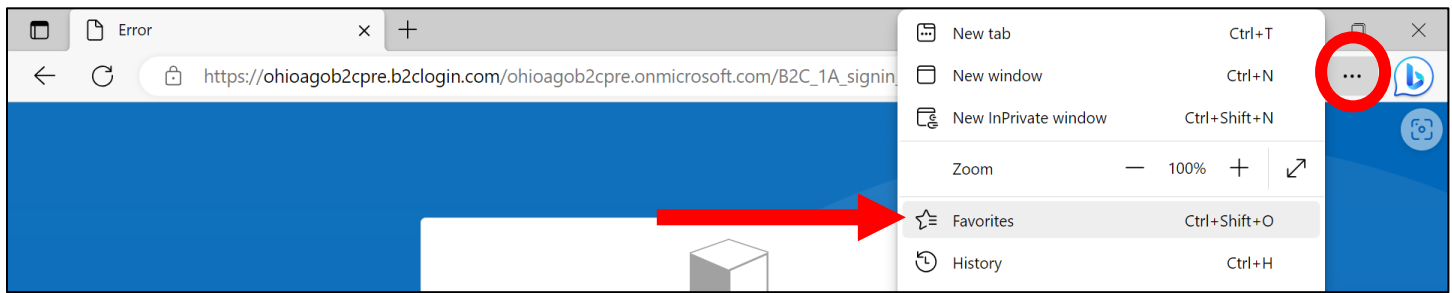 Error
New tab Ctrl+T
https://ohioagob2cpre.b2clogin.com/ohioagob2cpre.onmicrosoft.com/B2C_1A_signin_
New window Ctrl+N
New InPrivate window Ctrl+Shift+N
Zoom 100%
Favorites Ctrl+Shift+O
History Ctrl+H